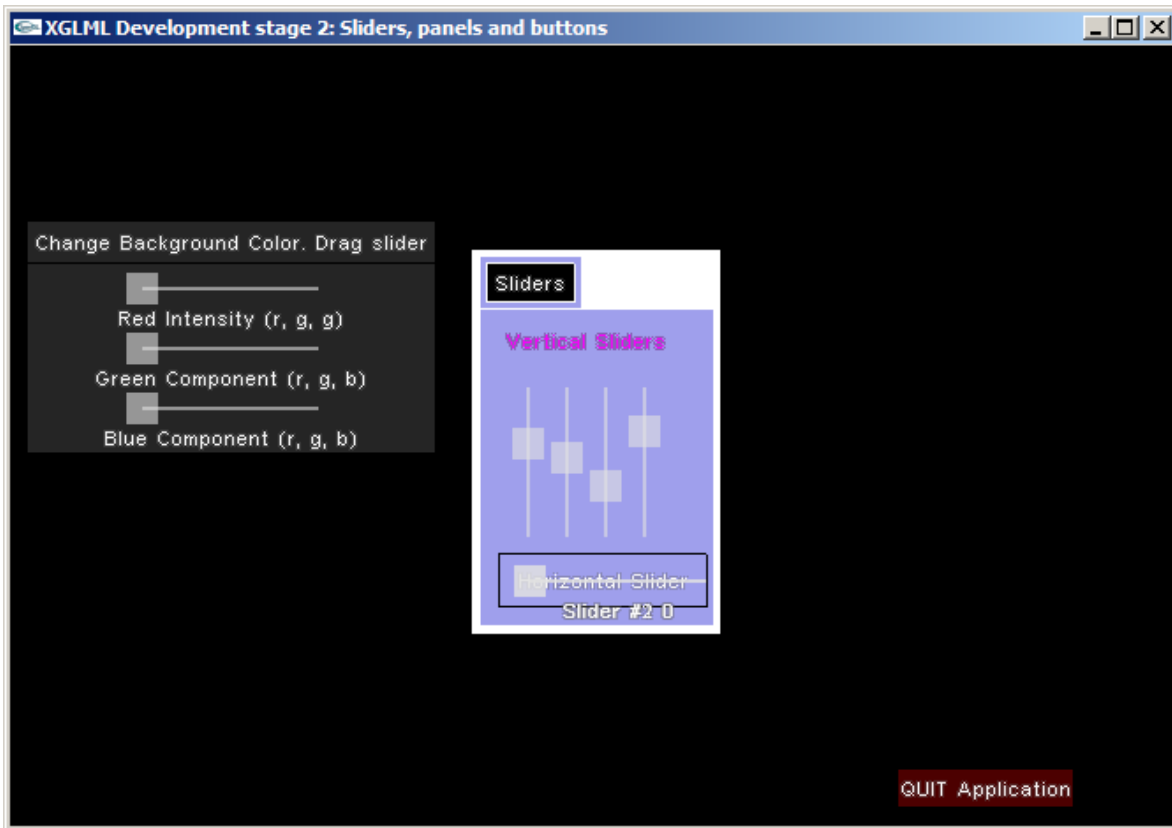 XGLML Development stage 2: Sliders, panels and buttons
Change Background Color. Drag slider
Red Intensity (r, g, g)
Green Component (r, g, b)
Blue Component (r, g, b)
Sliders
Vertical Sliders
Horizontal Slider
Slider #2 0
QUIT Application